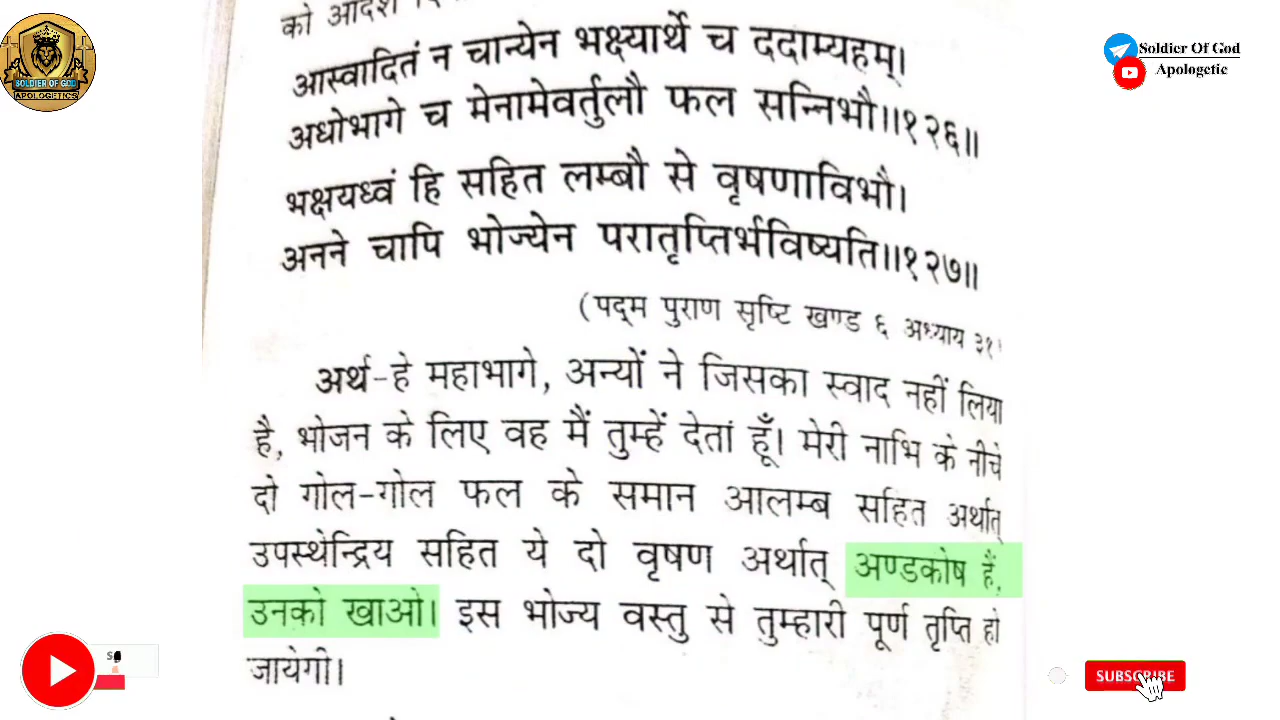 को आदेश
आस्वादितं न चान्येन भक्ष्यार्थे च ददाम्यहम्।
अधोभागे च मेनामेवर्तुलौ फल सन्निभौ।।१२६।।
भक्षयध्वं हि सहित लम्बौ से वृषणाविभौ।
अनने चापि भोज्येन परातृप्तिर्भविष्यति।।१२७।।
(पद्म पुराण सृष्टि खण्ड ६ अध्याय ३१)
अर्थ-हे महाभागे, अन्यों ने जिसका स्वाद नहीं लिया
है, भोजन के लिए वह मैं तुम्हें देतां हूँ। मेरी नाभि के नीचे
दो गोल-गोल फल के समान आलम्ब सहित अर्थात्
उपस्थेन्द्रिय सहित ये दो वृषण अर्थात् अण्डकोष हैं,
उनको खाओ। इस भोज्य वस्तु से तुम्हारी पूर्ण तृप्ति हो
जायेगी।
SOLDIER OF GOD
APOLOGETICS
Soldier Of God
Apologetic
SUBSCRIBE